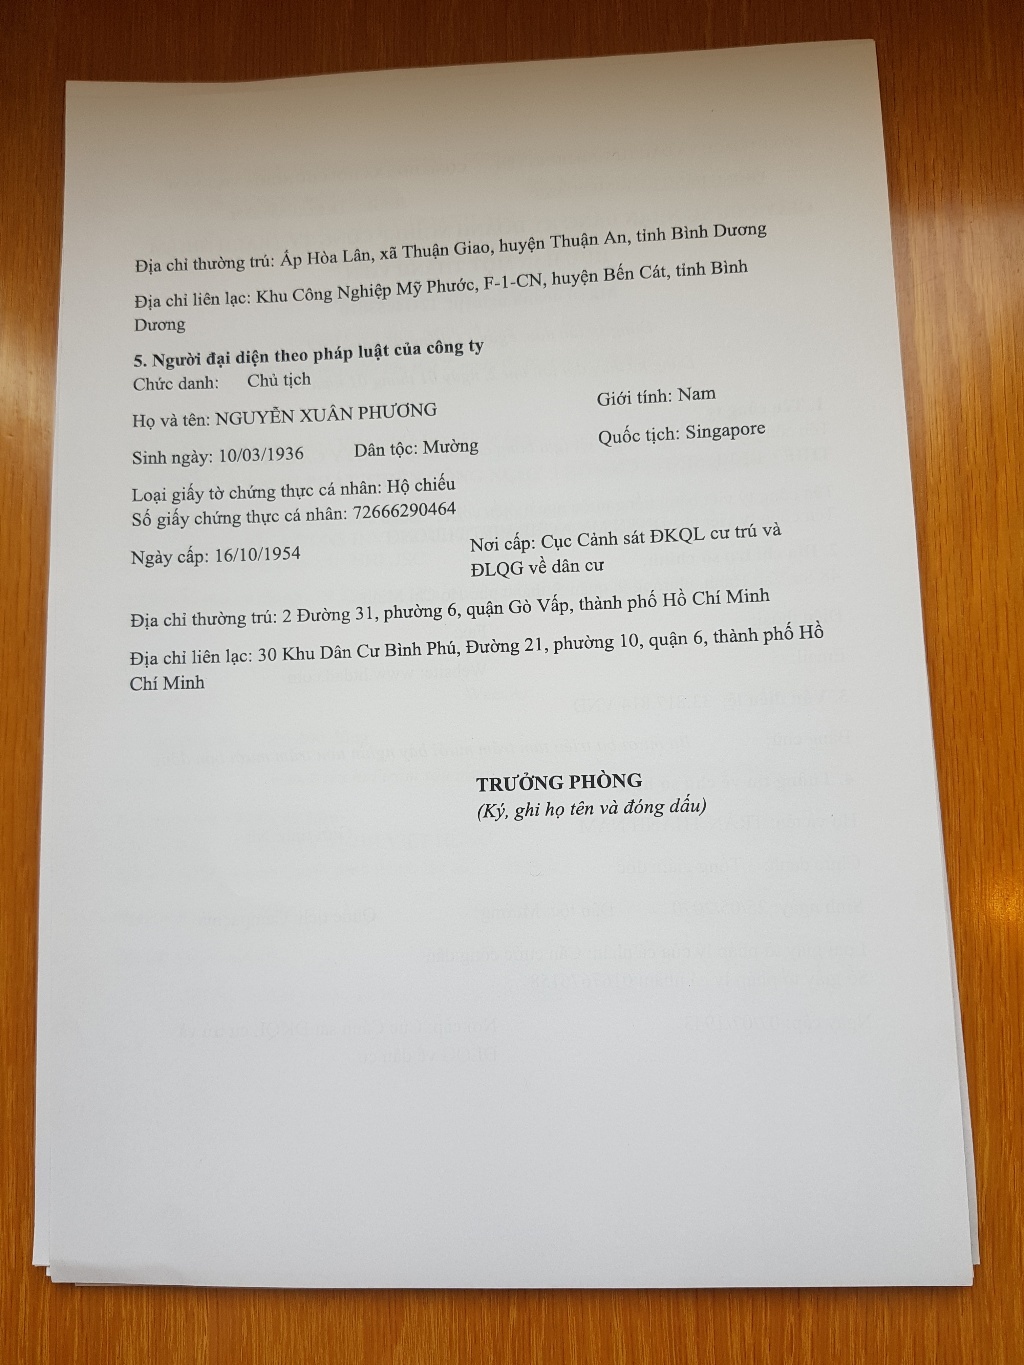 Địa chỉ thường trú: Ấp Hòa Lân, xã Thuận Giao, huyện Thuận An, tỉnh Bình Dương
Địa chỉ liên lạc: Khu Công Nghiệp Mỹ Phước, F-1-CN, huyện Bến Cát, tỉnh Bình
Dương
5. Người đại diện theo pháp luật của công ty
Chức danh: Chủ tịch
Họ và tên: NGUYỄN XUÂN PHƯƠNG Giới tính: Nam
Sinh ngày: 10/03/1936 Dân tộc: Mường Quốc tịch: Singapore
Loại giấy tờ chứng thực cá nhân: Hộ chiếu
Số giấy chứng thực cá nhân: 72666290464
Ngày cấp: 16/10/1954 Nơi cấp: Cục Cảnh sát ĐKQL cư trú và
ĐLQG về dân cư
Địa chỉ thường trú: 2 Đường 31, phường 6, quận Gò Vấp, thành phố Hồ Chí Minh
Địa chỉ liên lạc: 30 Khu Dân Cư Bình Phú, Đường 21, phường 10, quận 6, thành phố Hồ
Chí Minh
TRƯỞNG PHÒNG
(Ký, ghi họ tên và đóng dấu)